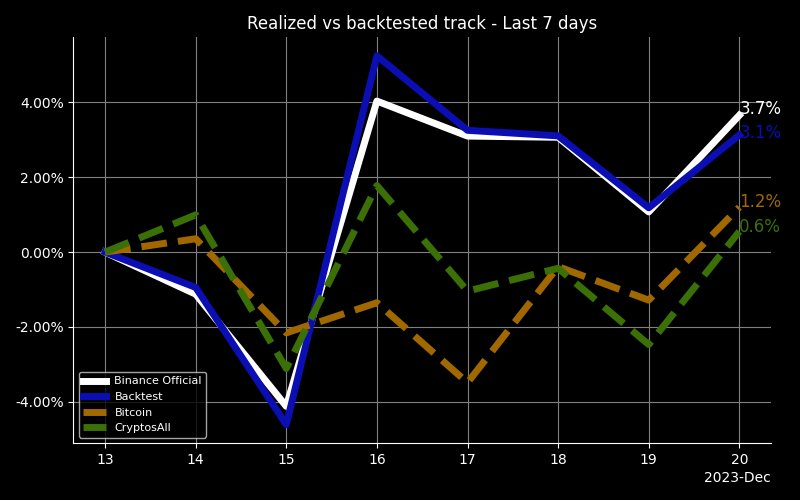 Realized vs backtested track - Last 7 days
4.00%
2.00%
0.00%
-2.00%
-4.00%
3.7%
3.1%
1.2%
0.6%
Binance Official
Backtest
Bitcoin
CryptosAll
13 14 15 16 17 18 19 20
2023-Dec